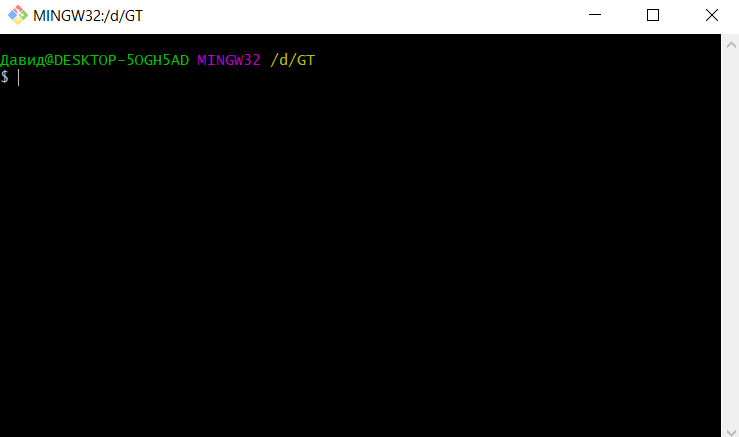 MINGW32:/d/GT
Давид@DESKTOP-5OGH5AD MINGW32 /d/GT
$